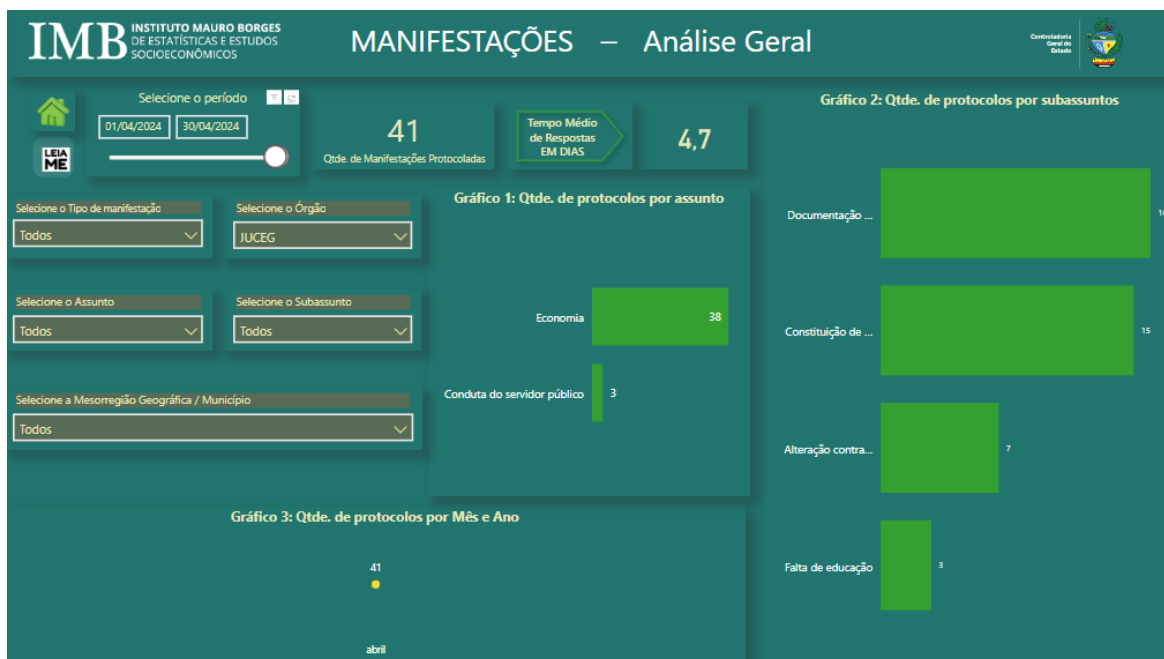 IMB
INSTITUTO MAURO BORGES
DE ESTATÍSTICAS E ESTUDOS
SOCIOECONÔMICOS
MANIFESTAÇÕES – Análise Geral
Controladoria
Geral do
Estado
Selecione o período
01/04/2024 30/04/2024
LEIA
ME
41
Qtde. de Manifestações Protocoladas
Tempo Médio
de Respostas
EM DIAS
4,7
Selecione o Tipo de manifestação
Todos
Selecione o Órgão
JUCEG
Selecione o Assunto
Todos
Selecione o Subassunto
Todos
Selecione a Mesorregião Geográfica / Município
Todos
Gráfico 1: Qtde. de protocolos por assunto
Economia 38
Conduta do servidor público 3
Gráfico 2: Qtde. de protocolos por subassuntos
Documentação ...
Constituição de ... 15
Alteração contra... 7
Falta de educação 3
Gráfico 3: Qtde. de protocolos por Mês e Ano
41
abril